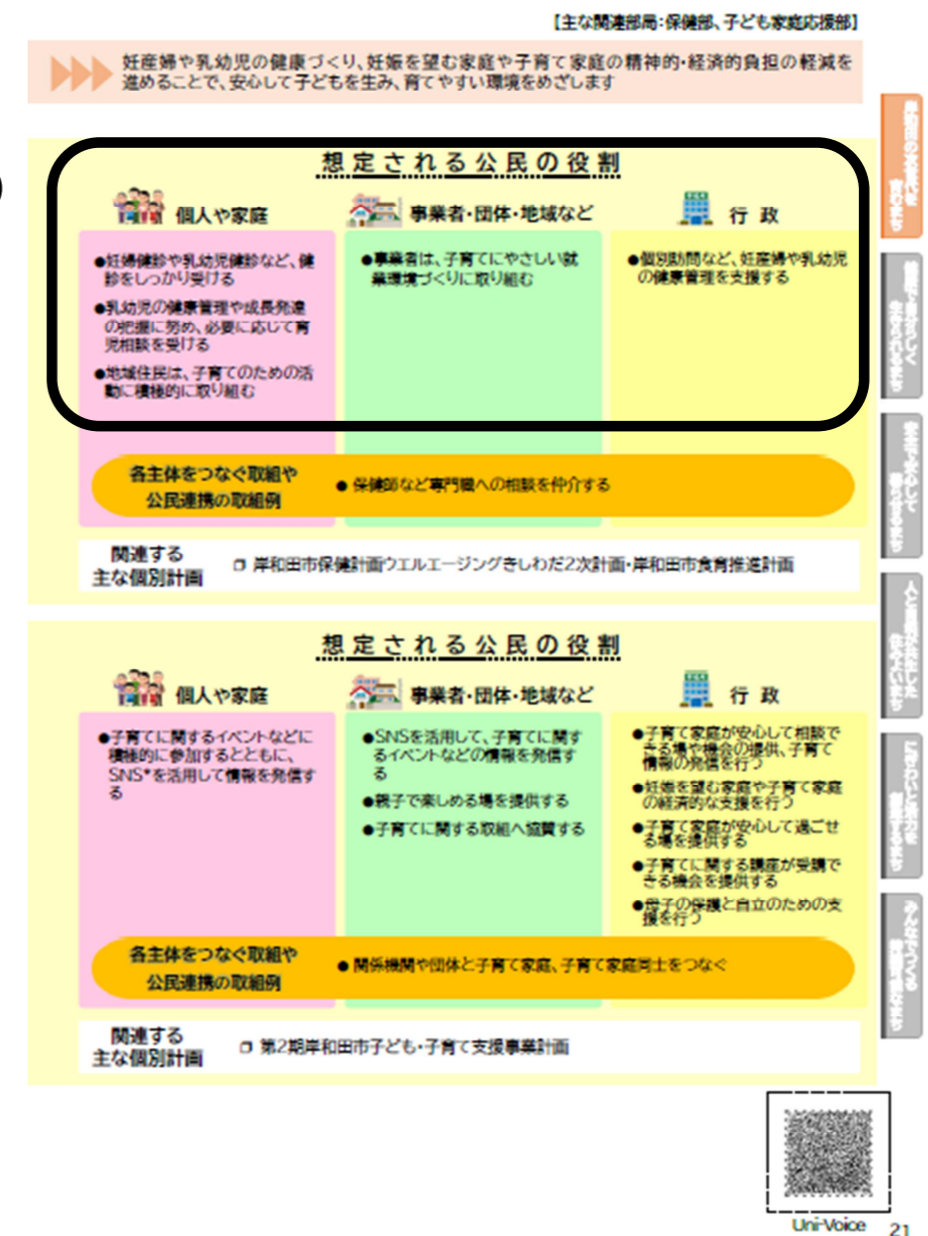 【主な関連部局:保健部、子ども家庭応援部】
妊産婦や乳幼児の健康づくり、妊娠を望む家庭や子育て家庭の精神的・経済的負担の軽減を
進めることで、安心して子どもを生み、育てやすい環境をめざします
想定される公民の役割
個人や家庭
事業者・団体・地域など
行政
●妊婦健診や乳幼児健診など、健
診をしっかり受ける
●乳幼児の健康管理や成長発達
の把握に努め、必要に応じて育
児相談を受ける
●地域住民は、子育てのための活
動に積極的に取り組む
●事業者は、子育てにやさしい就
業環境づくりに取り組む
●個別訪問など、妊産婦や乳幼児
の健康管理を支援する
各主体をつなぐ取組や
公民連携の取組例
● 保健師など専門職への相談を仲介する
関連する
主な個別計画
□ 岸和田市保健計画ウエルエージングきしわだ2次計画・岸和田市食育推進計画
想定される公民の役割
個人や家庭
事業者・団体・地域など
行政
●子育てに関するイベントなどに
積極的に参加するとともに、
SNS*を活用して情報を発信す
る
●SNSを活用して、子育てに関す
るイベントなどの情報を発信す
る
●親子で楽しめる場を提供する
●子育てに関する取組へ協賛する
●子育て家庭が安心して相談で
きる場や機会の提供、子育て
情報の発信を行う
●妊娠を望む家庭や子育て家庭
の経済的な支援を行う
●子育て家庭が安心して過ごせ
る場を提供する
●子育てに関する講座が受講で
きる機会を提供する
●母子の保護と自立のための支
援を行う
各主体をつなぐ取組や
公民連携の取組例
● 関係機関や団体と子育て家庭、子育て家庭同士をつなぐ
関連する
主な個別計画
□ 第2期岸和田市子ども・子育て支援事業計画
安全で安心して
暮らせるまち
みんなでつくる
Uni-Voice
21